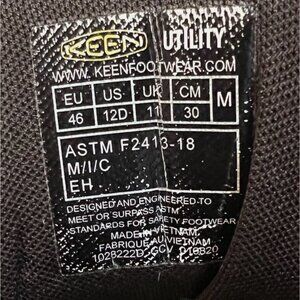 KEEN UTILITY
WWW.KEENFOOTWEAR.COM
EU US UK CM M
46 12D 11 30
ASTM F2413-18
M/I/C
EH
DESIGNED AND ENGINEERED TO
MEET OR SURPASS ASTM
STANDARDS FOR SAFETY FOOTWEAR
MADE IN VIETNAM
FABRIQUE AU VIETNAM